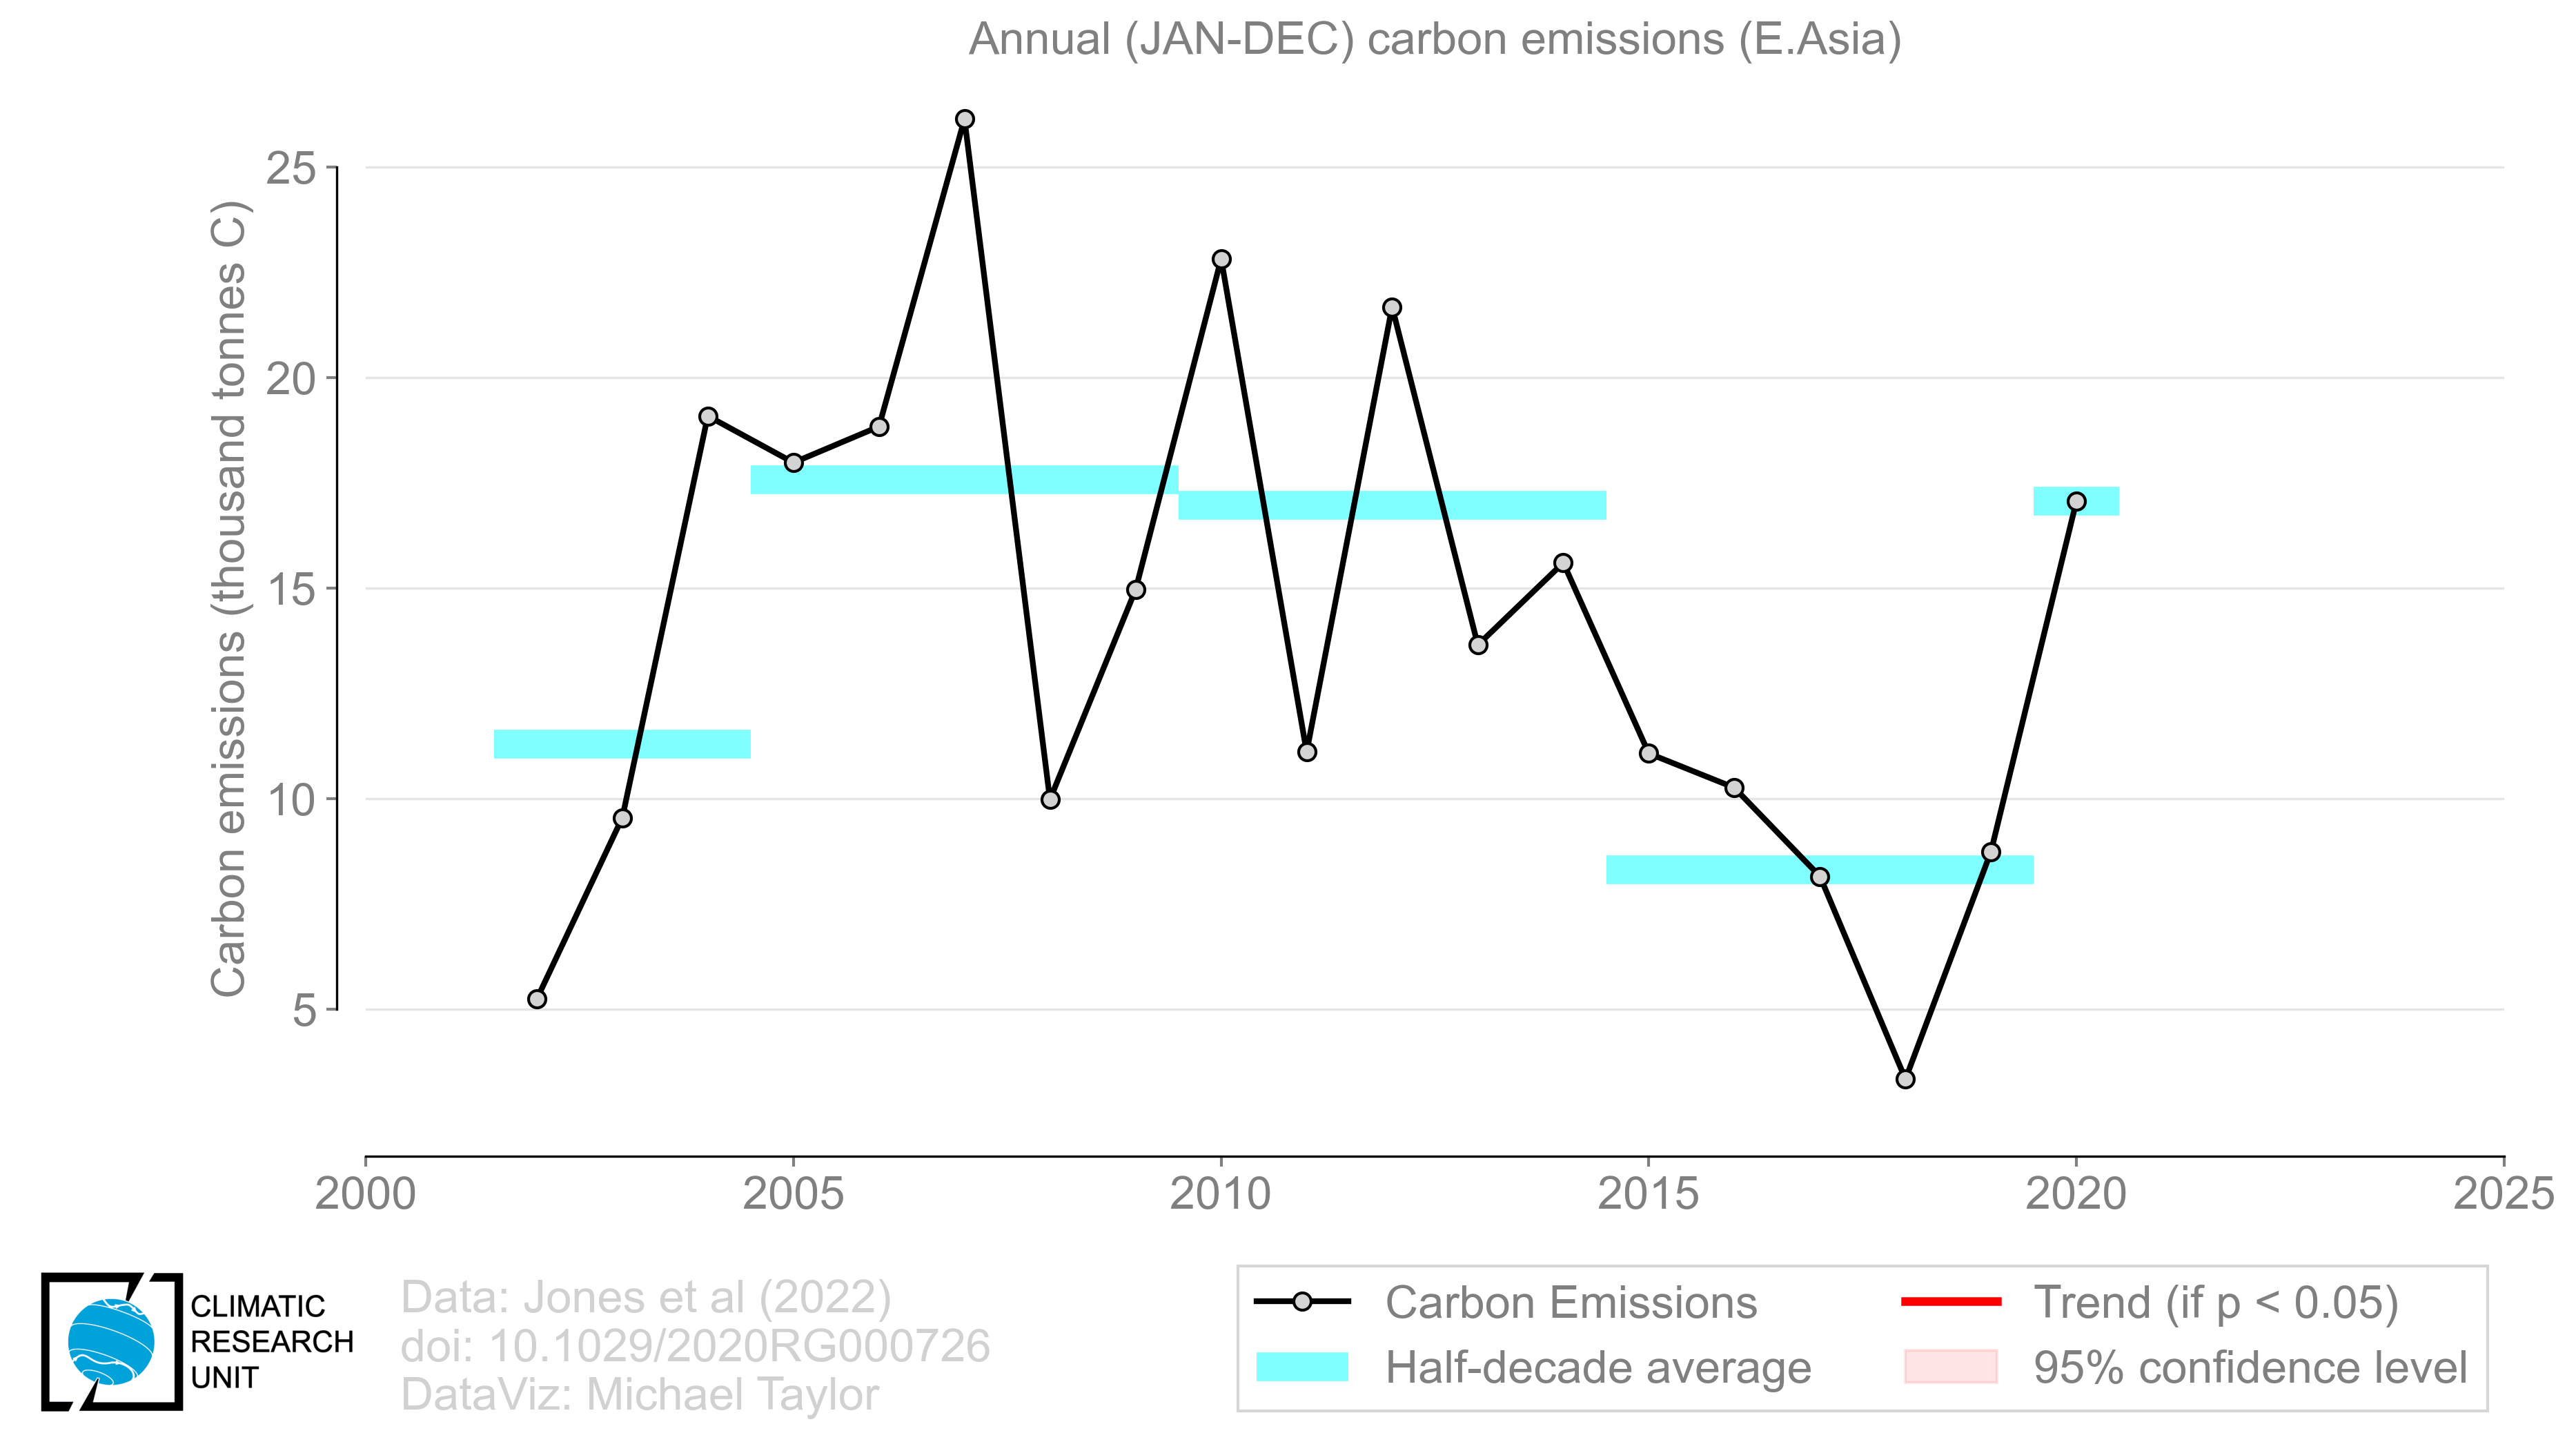 Annual (JAN-DEC) carbon emissions (E.Asia)
Carbon emissions (thousand tonnes C)
25
20
15
10
5
2000 2005 2010 2015 2020 2025
CLIMATIC
RESEARCH
UNIT
Data: Jones et al (2022)
doi: 10.1029/2020RG000726
DataViz: Michael Taylor
Carbon Emissions
Half-decade average
Trend (if p < 0.05)
95% confidence level